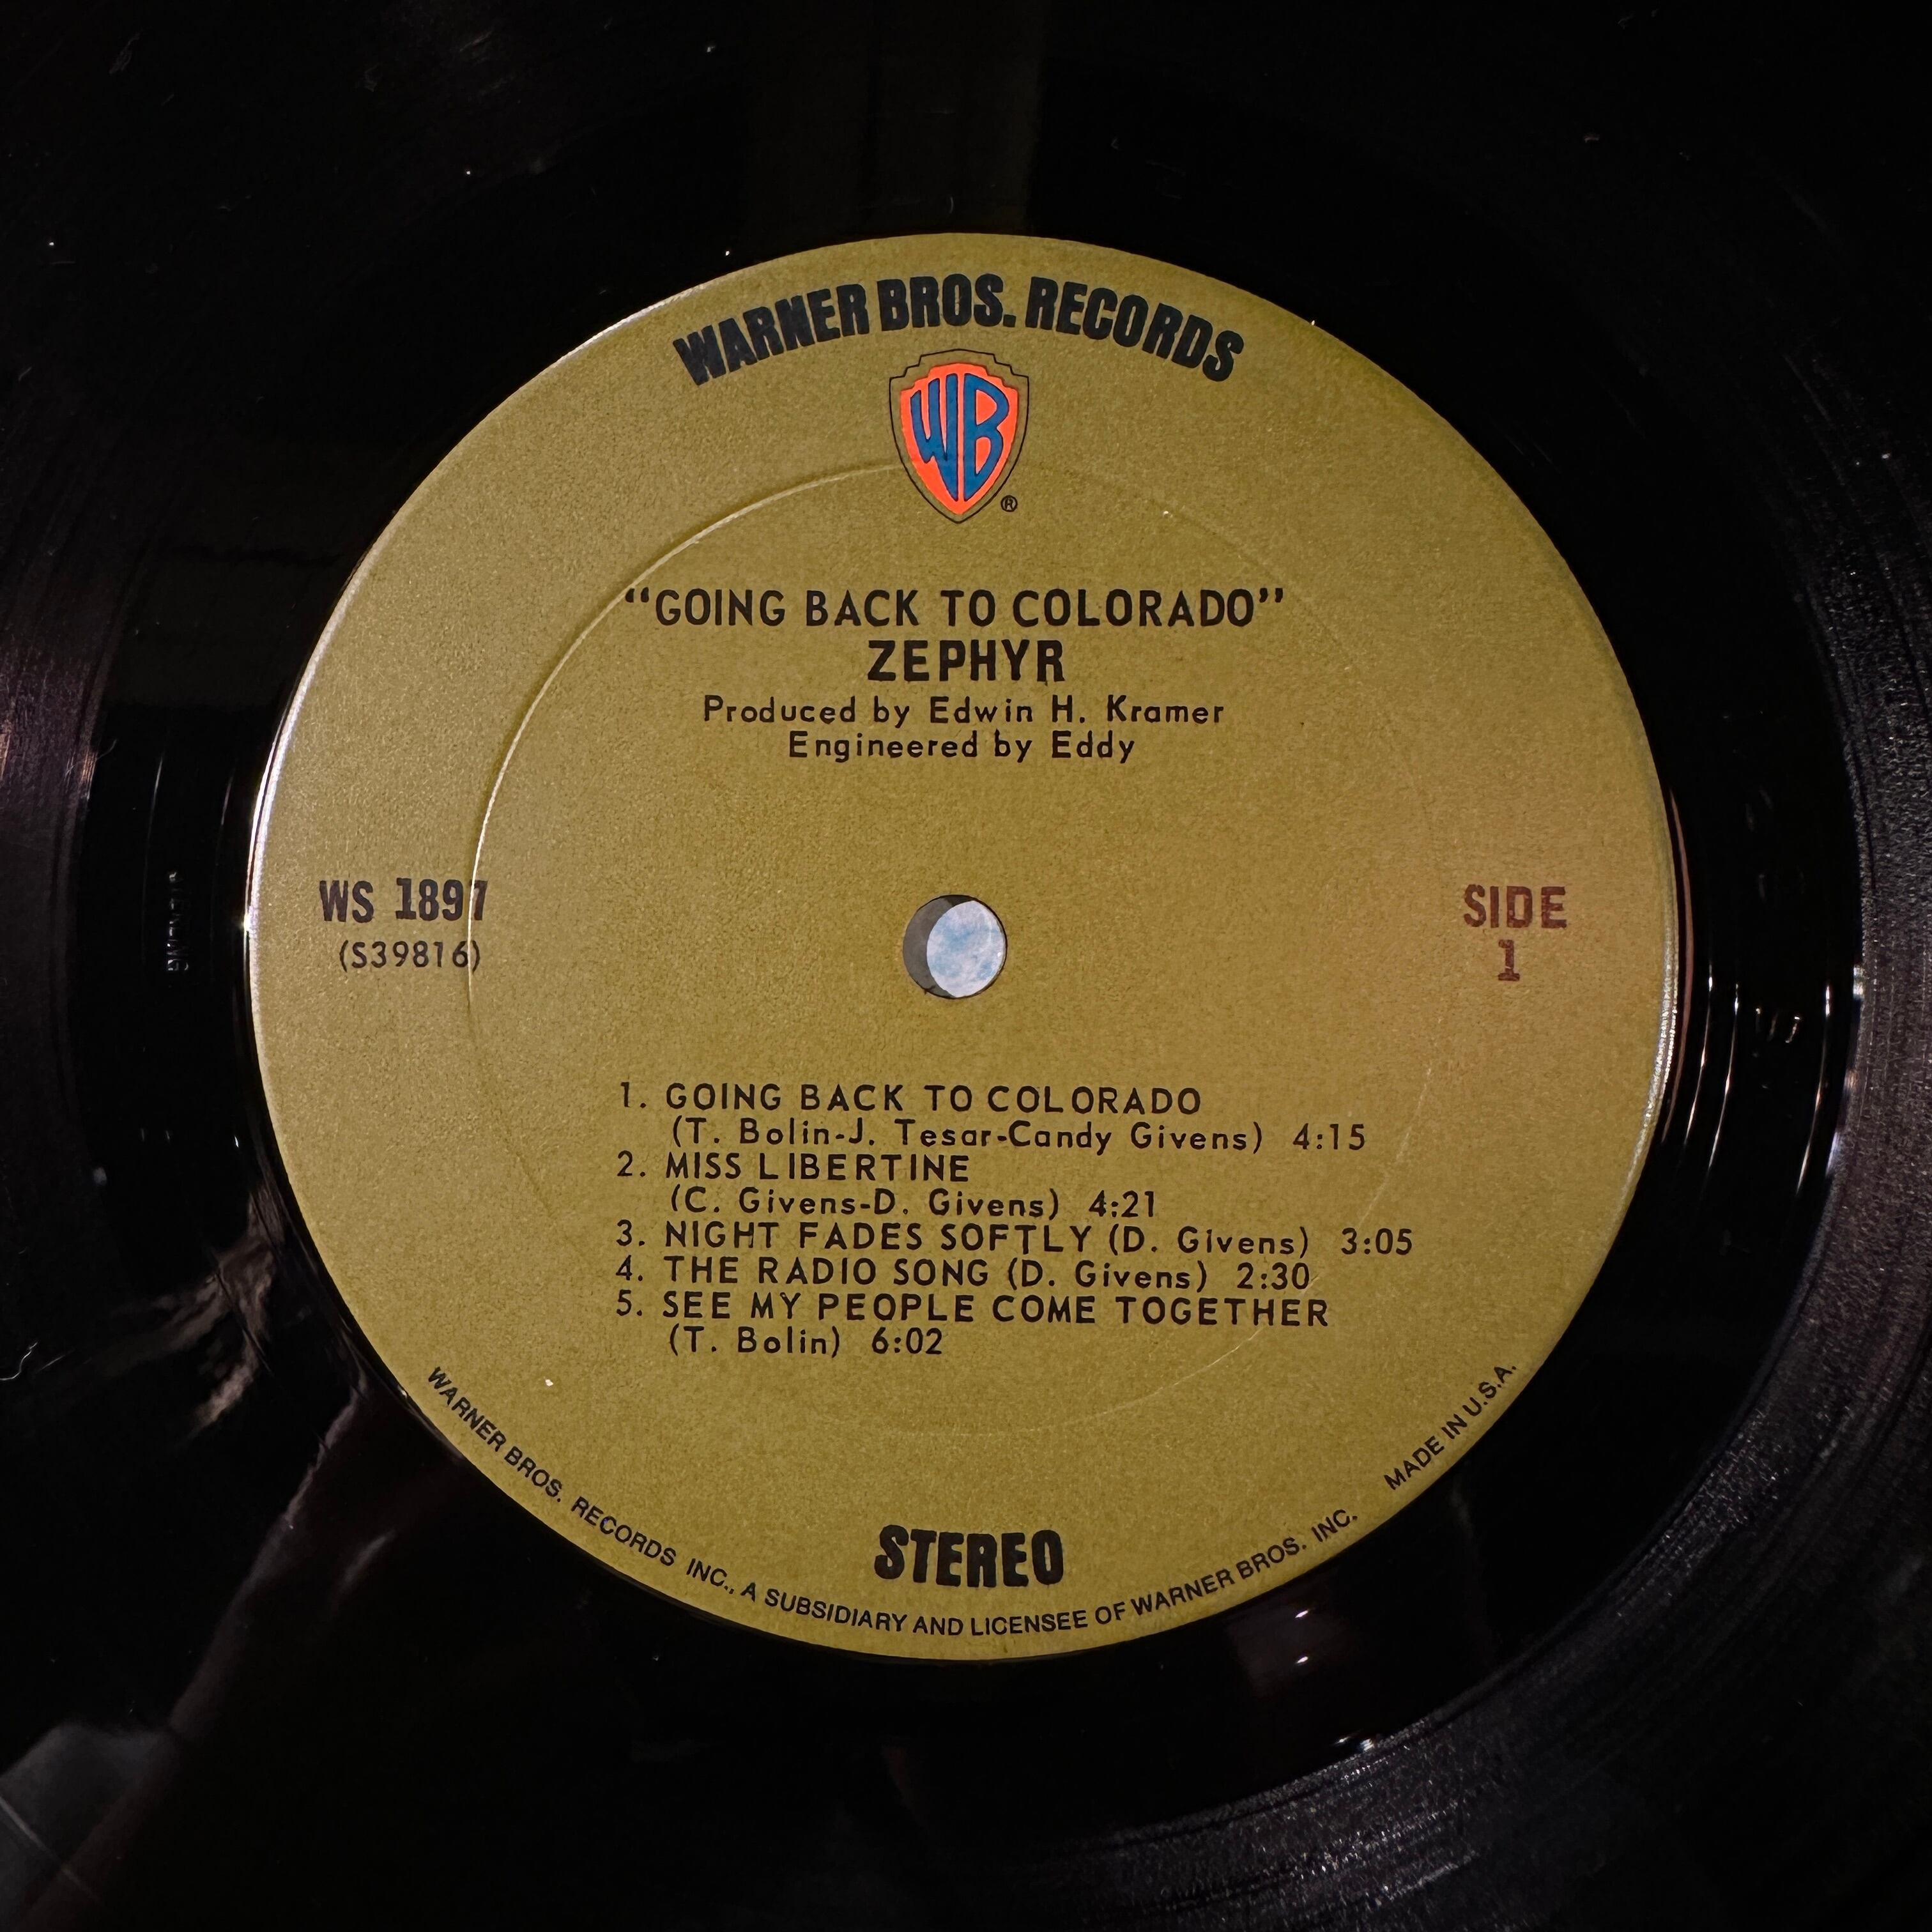 WARNER BROS. RECORDS
WB
®
“GOING BACK TO COLORADO”
ZEPHYR
Produced by Edwin H. Kramer
Engineered by Eddy
WS 1897
(S39816)
SIDE
1
1. GOING BACK TO COLORADO
(T. Bolin-J. Tesar-Candy Givens) 4:15
2. MISS LIBERTINE
(C. Givens-D. Givens) 4:21
3. NIGHT FADES SOFTLY (D. Givens) 3:05
4. THE RADIO SONG (D. Givens) 2:30
5. SEE MY PEOPLE COME TOGETHER
(T. Bolin) 6:02
STEREO
WARNER BROS. RECORDS INC., A SUBSIDIARY AND LICENSEE OF WARNER BROS. INC. MADE IN U.S.A.